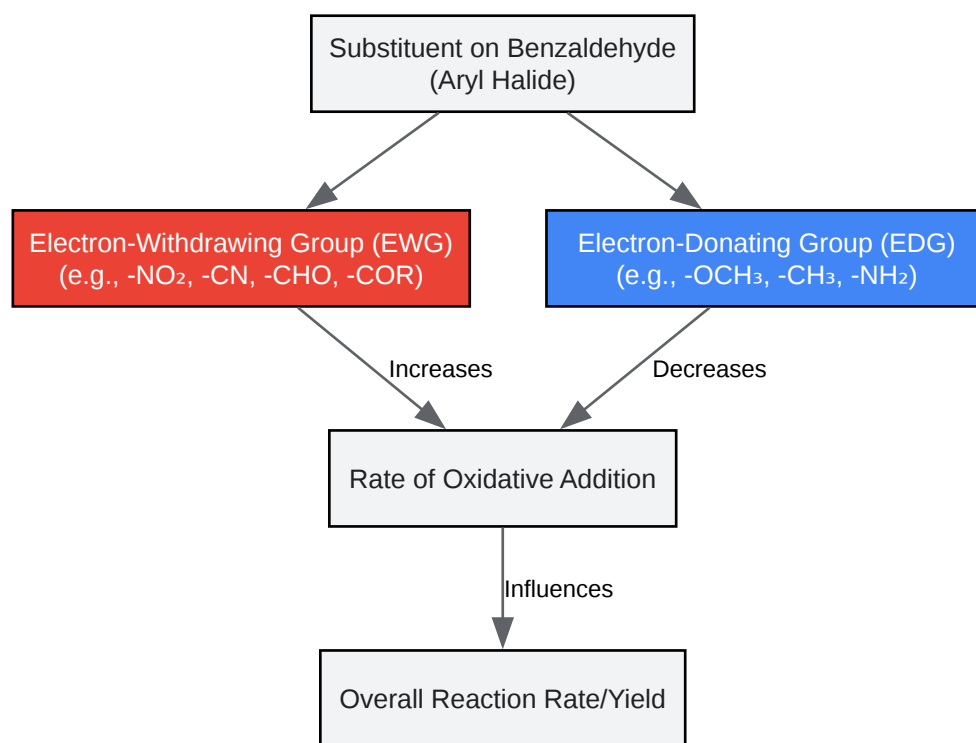 Substituent on Benzaldehyde
(Aryl Halide)
Electron-Withdrawing Group (EWG)
(e.g., -NO₂, -CN, -CHO, -COR)
Electron-Donating Group (EDG)
(e.g., -OCH₃, -CH₃, -NH₂)
Increases
Decreases
Rate of Oxidative Addition
Influences
Overall Reaction Rate/Yield